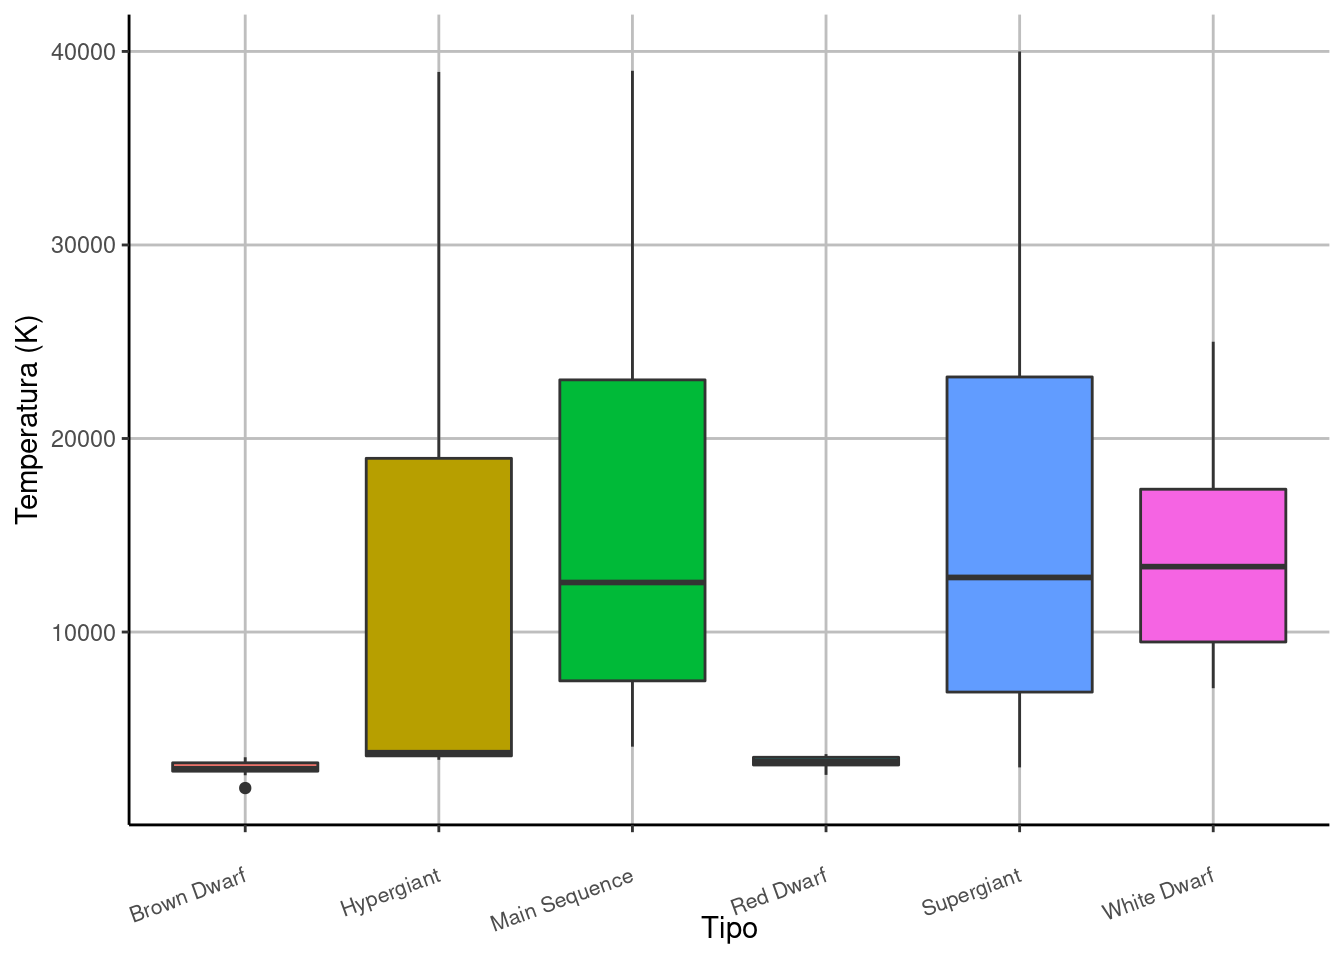 Temperatura (K)
40000
30000
20000
10000
Brown Dwarf
Hypergiant
Main Sequence
Red Dwarf
Supergiant
White Dwarf
Tipo